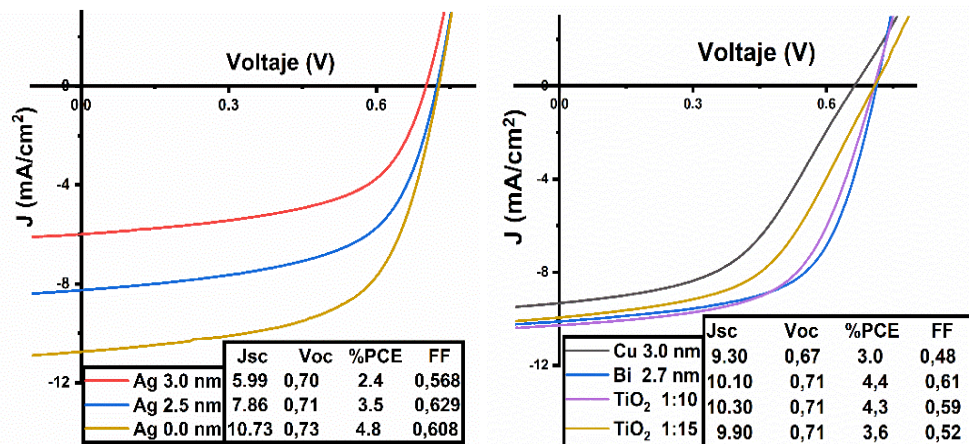 Voltaje (V)
0.0 0.3 0.6
0
-4
-8
-12
J (mA/cm²)
Jsc Voc %PCE FF
Ag 3.0 nm 5.99 0,70 2.4 0,568
Ag 2.5 nm 7.86 0,71 3.5 0,629
Ag 0.0 nm 10.73 0,73 4.8 0,608
Voltaje (V)
0.0 0.3 0.6
0
-4
-8
-12
J (mA/cm²)
Jsc Voc %PCE FF
Cu 3.0 nm 9.30 0,67 3.0 0,48
Bi 2.7 nm 10.10 0,71 4,4 0,61
TiO₂ 1:10 10.30 0,71 4,3 0,59
TiO₂ 1:15 9.90 0,71 3.6 0,52